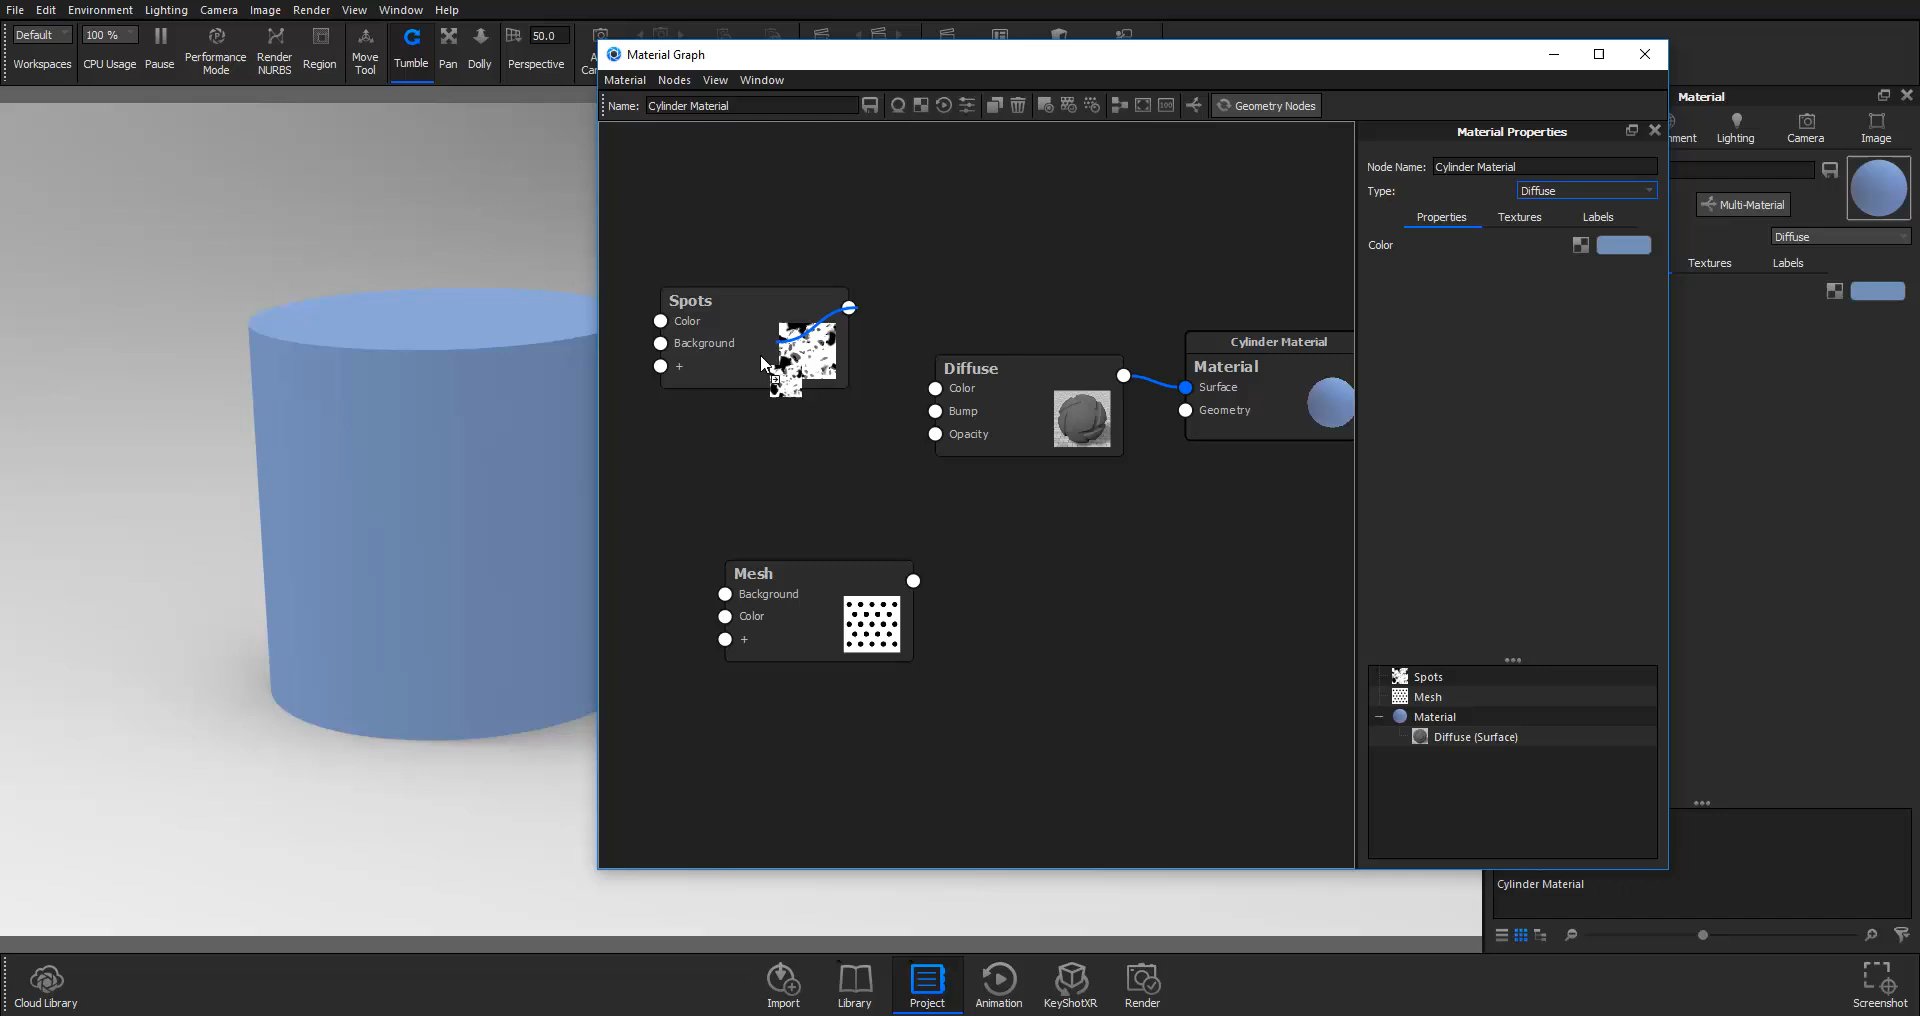 File Edit Environment Lighting Camera Image Render View Window Help
Default 100 % 50.0
Workspaces CPU Usage Pause Performance Mode Render NURBS Region Move Tool Tumble Pan Dolly Perspective
Material Graph
Material Nodes View Window
Name: Cylinder Material Geometry Nodes
Material Properties
Node Name: Cylinder Material
Type: Diffuse
Properties Textures Labels
Color
Spots
Color
Background
+
Diffuse
Color
Bump
Opacity
Cylinder Material
Material
Surface
Geometry
Mesh
Background
Color
+
Spots
Mesh
Material
Diffuse (Surface)
Material
Lighting Camera Image
Multi-Material
Diffuse
Textures Labels
Cylinder Material
Cloud Library Import Library Project Animation KeyShotXR Render Screenshot